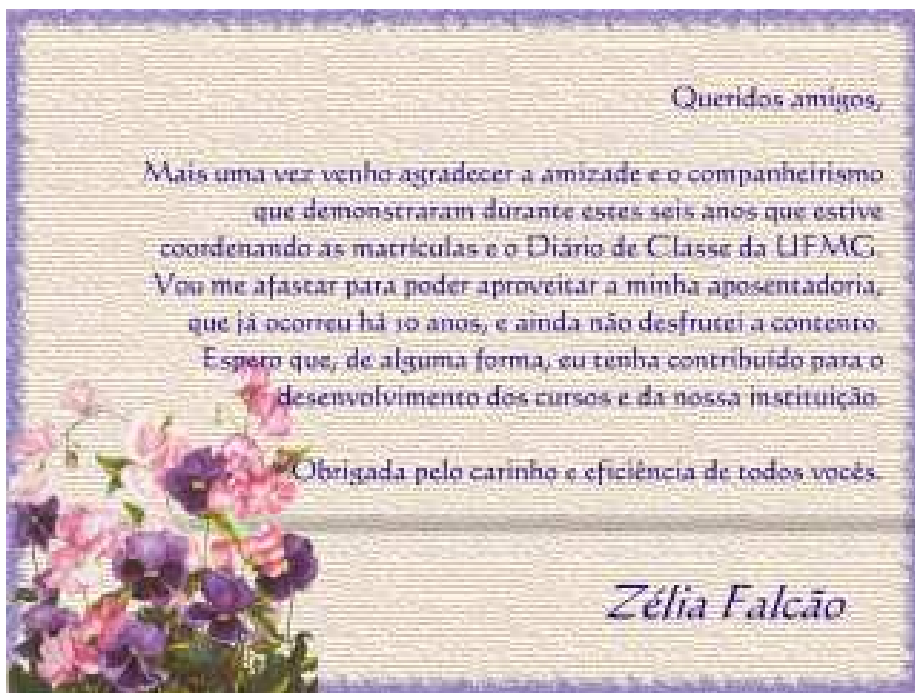 Queridos amigos,
Mais uma vez venho agradecer a amizade e o companheirismo
que demonstraram durante estes seis anos que estive
coordenando as matrículas e o Diário de Classe da UFMG.
Vou me afastar para poder aproveitar a minha aposentadoria,
que já ocorreu há 10 anos, e ainda não desfrutei a contento.
Espero que, de alguma forma, eu tenha contribuído para o
desenvolvimento dos cursos e da nossa instituição.
Obrigada pelo carinho e eficiência de todos vocês.
Zélia Falcão